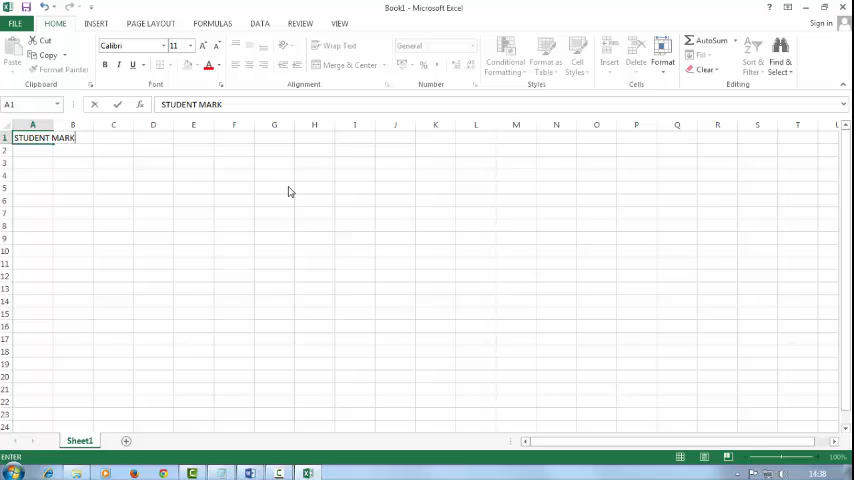 Book1 - Microsoft Excel
FILE HOME INSERT PAGE LAYOUT FORMULAS DATA REVIEW VIEW Sign in
Cut
Copy
Format Painter
Paste
Clipboard
Calibri 11
B I U
Font
Wrap Text
Merge & Center
Alignment
General
%
Number
Conditional Formatting
Format as Table
Cell Styles
Styles
Insert Delete Format
Cells
AutoSum
Fill
Clear
Sort & Filter
Find & Select
Editing
A1 STUDENT MARK
A B C D E F G H I J K L M N O P Q R S T U
1 STUDENT MARK
2
3
4
5
6
7
8
9
10
11
12
13
14
15
16
17
18
19
20
21
22
23
24
Sheet1
ENTER 100%
14:38